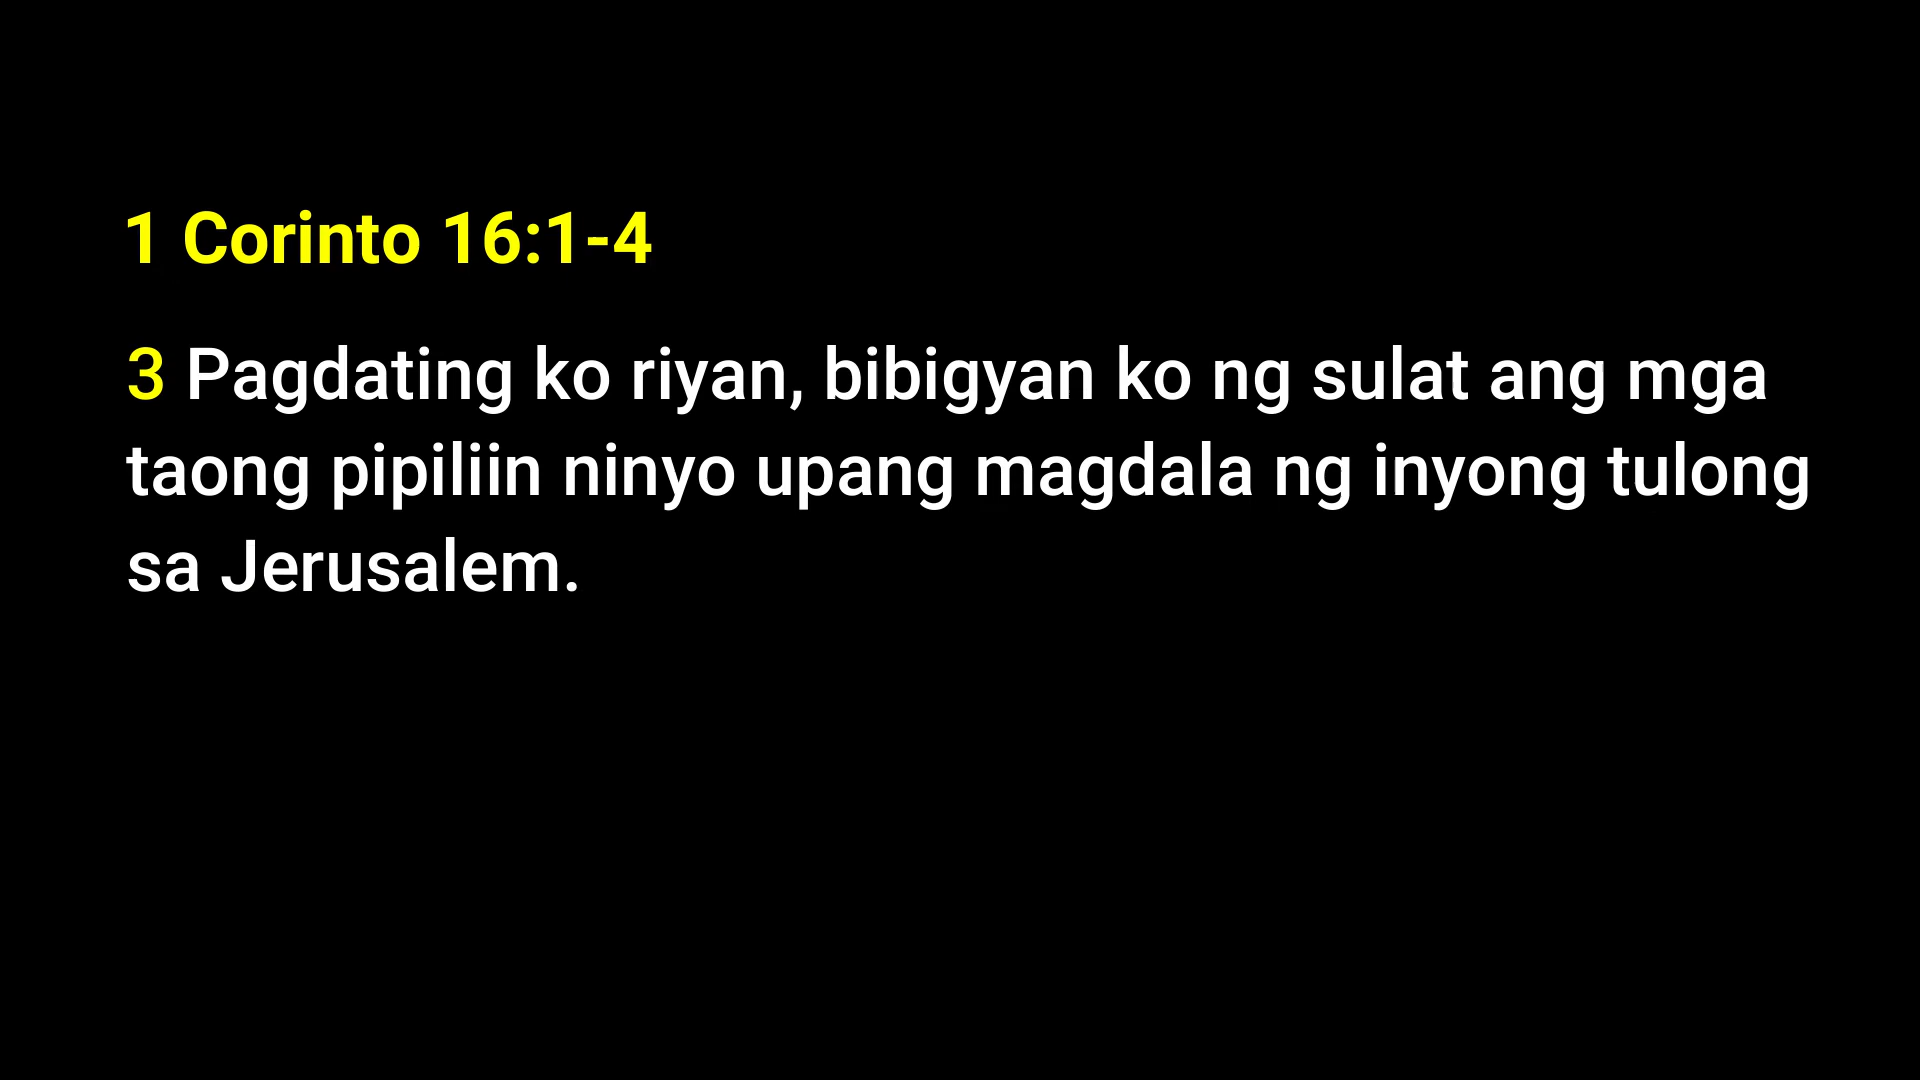 1 Corinto 16:1-4
3 Pagdating ko riyan, bibigyan ko ng sulat ang mga
taong pipiliin ninyo upang magdala ng inyong tulong
sa Jerusalem.